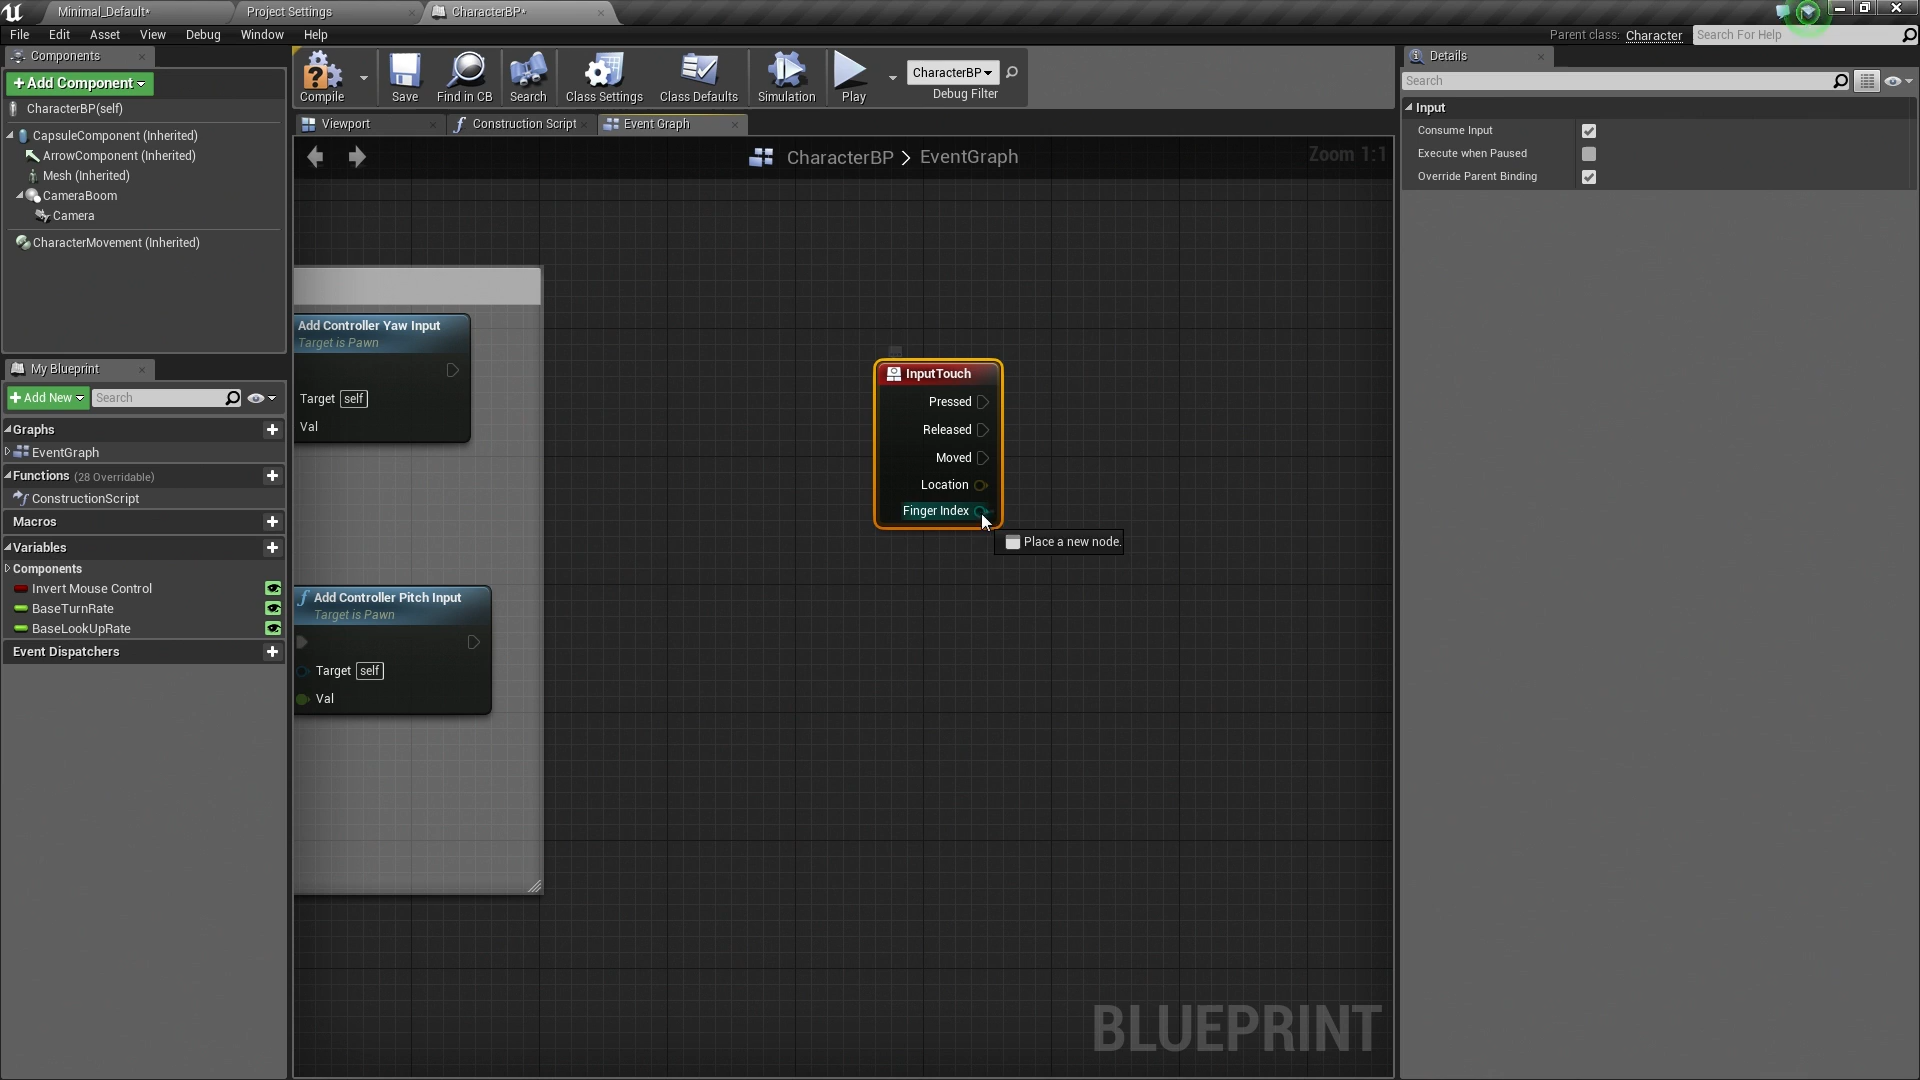 Minimal_Default*
Project Settings
CharacterBP*
File
Edit
Asset
View
Debug
Window
Help
Parent class: Character
Search For Help
Components
+Add Component
CharacterBP(self)
CapsuleComponent (Inherited)
ArrowComponent (Inherited)
Mesh (Inherited)
CameraBoom
Camera
CharacterMovement (Inherited)
Compile
Save
Find in CB
Search
Class Settings
Class Defaults
Simulation
Play
CharacterBP
Debug Filter
Viewport
Construction Script
Event Graph
CharacterBP > EventGraph
Zoom 1:1
Add Controller Yaw Input
Target is Pawn
Target self
Val
Add Controller Pitch Input
Target is Pawn
Target self
Val
InputTouch
Pressed
Released
Moved
Location
Finger Index
Place a new node.
BLUEPRINT
My Blueprint
+Add New
Search
Graphs
EventGraph
Functions (28 Overridable)
ConstructionScript
Macros
Variables
Components
Invert Mouse Control
BaseTurnRate
BaseLookUpRate
Event Dispatchers
Details
Search
Input
Consume Input
Execute when Paused
Override Parent Binding